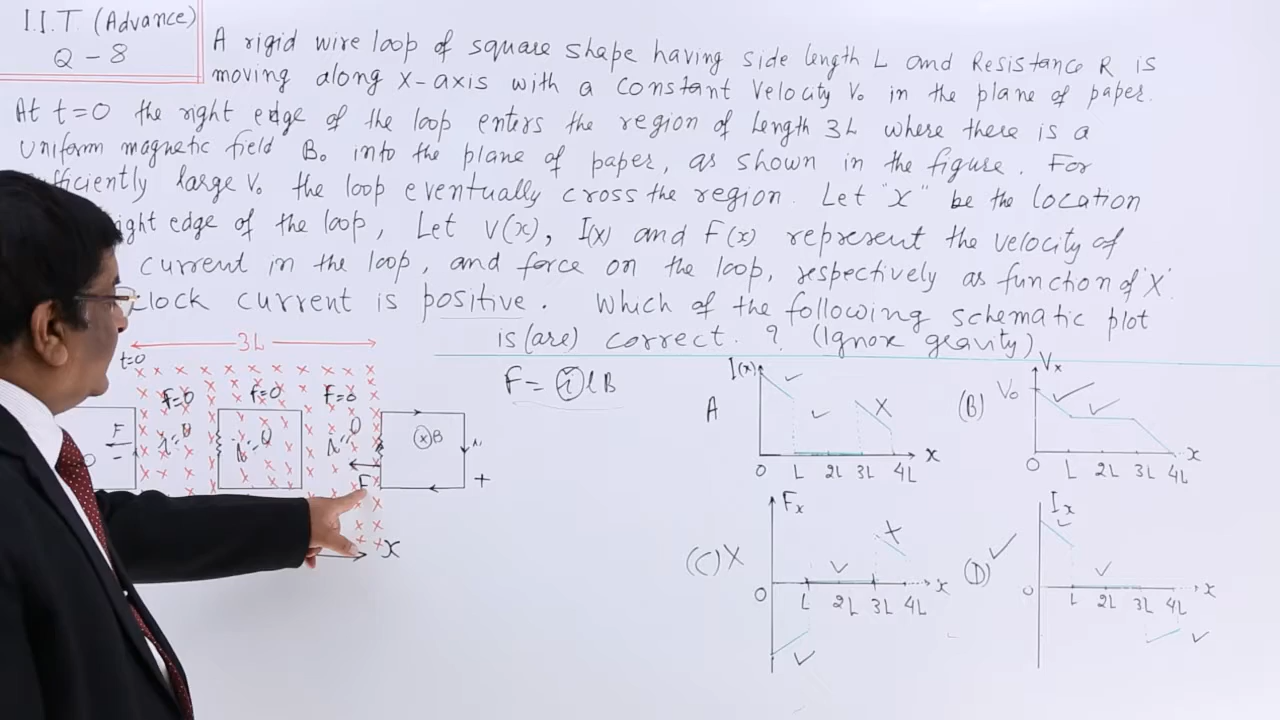 I.I.T. (Advance)
Q - 8
A rigid wire loop of square shape having side length L and Resistance R is
moving along X-axis with a Constant Velocity V₀ in the plane of paper.
At t=0 the right edge of the loop enters the region of Length 3L where there is a
Uniform magnetic field B₀ into the plane of paper, as shown in the figure. For
large V₀ the loop eventually cross the region. Let "X" be the location
edge of the loop, Let V(x), I(x) and F(x) represent the velocity of
current in the loop, and force on the loop, respectively as function of 'X'.
current is positive. Which of the following schematic plot
is (are) correct. ? (Ignore gravity)
t=0 3L
F=0 F=0 F=0
F
-
i=0 i=0 i=0
ⓧB
F
+
X
F = ilB
A I(x) ✓ ✓ X
0 L 2L 3L 4L x
(B) Vx V₀ ✓ ✓
0 L 2L 3L 4L x
(C) X Fx ✓ ✓ X
0 L 2L 3L 4L x
(D) ✓ Ix ✓ ✓ ✓
0 L 2L 3L 4L x